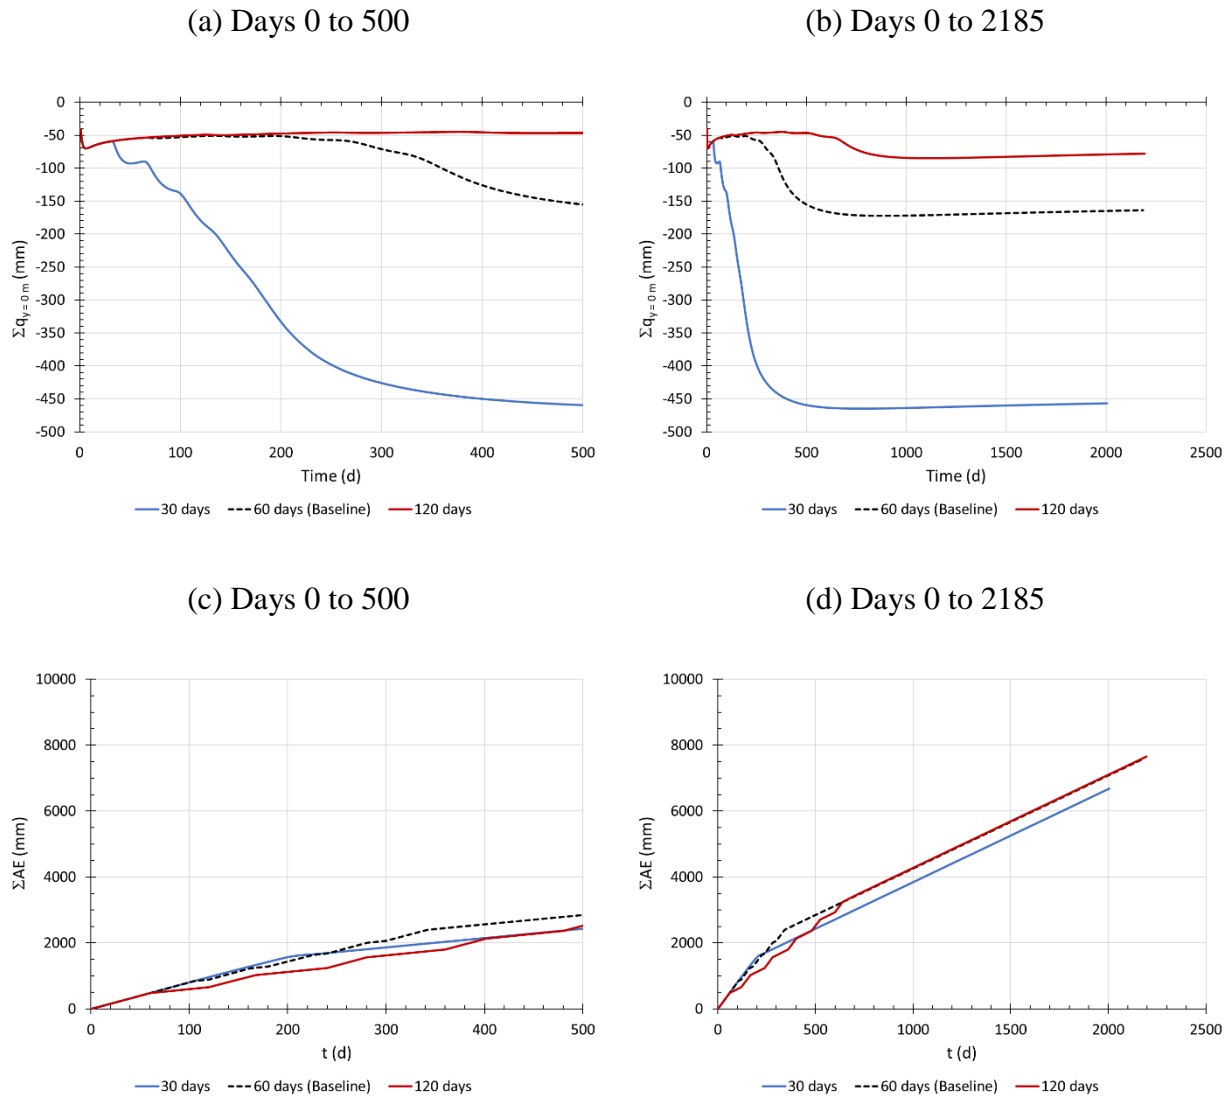 (a) Days 0 to 500
0
-50
-100
-150
-200
-250
-300
-350
-400
-450
-500
Σq y = 0 m (mm)
0 100 200 300 400 500
Time (d)
30 days 60 days (Baseline) 120 days
(b) Days 0 to 2185
0
-50
-100
-150
-200
-250
-300
-350
-400
-450
-500
Σq y = 0 m (mm)
0 500 1000 1500 2000 2500
Time (d)
30 days 60 days (Baseline) 120 days
(c) Days 0 to 500
10000
8000
6000
4000
2000
0
ΣAE (mm)
0 100 200 300 400 500
t (d)
30 days 60 days (Baseline) 120 days
(d) Days 0 to 2185
10000
8000
6000
4000
2000
0
ΣAE (mm)
0 500 1000 1500 2000 2500
t (d)
30 days 60 days (Baseline) 120 days